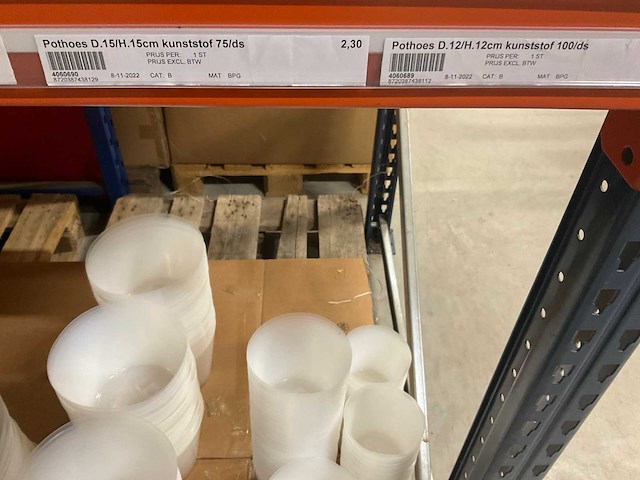 Pothoes D.15/H.15cm kunststof 75/ds 2,30
PRIJS PER: 1 ST
PRIJS EXCL. BTW
4060690
8720387438129 8-11-2022 CAT: B MAT: BPG
Pothoes D.12/H.12cm kunststof 100/ds
PRIJS PER: 1 ST
PRIJS EXCL. BTW
4060689
8720387438112 8-11-2022 CAT: B MAT: BPG